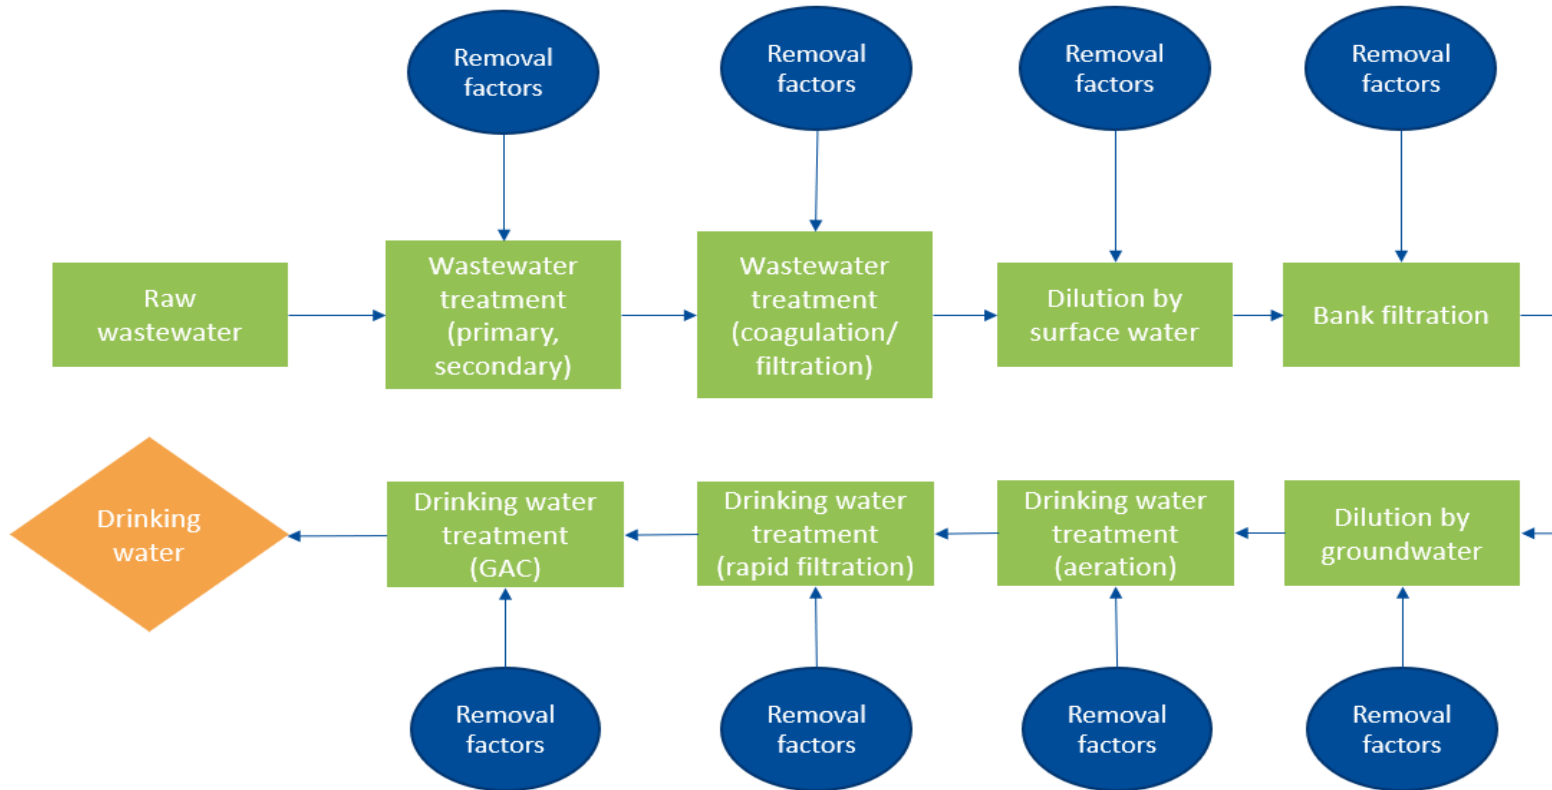 Removal
factors
Removal
factors
Removal
factors
Removal
factors
Raw
wastewater
Wastewater
treatment
(primary,
secondary)
Wastewater
treatment
(coagulation/
filtration)
Dilution by
surface water
Bank filtration
Drinking
water
Drinking water
treatment
(GAC)
Drinking water
treatment
(rapid filtration)
Drinking water
treatment
(aeration)
Dilution by
groundwater
Removal
factors
Removal
factors
Removal
factors
Removal
factors